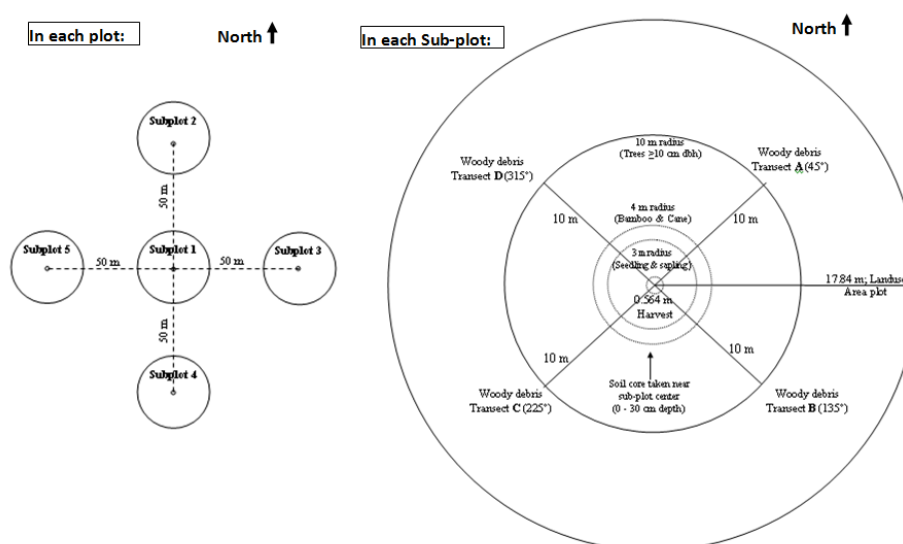 In each plot:
North
Subplot 2
50 m
Subplot 5
Subplot 1
Subplot 3
50 m
50 m
50 m
Subplot 4
In each Sub-plot:
North
10 m radius
(Trees ≥10 cm dbh)
Woody debris
Transect D (315°)
Woody debris
Transect A (45°)
10 m
10 m
4 m radius
(Bamboo & Cane)
3 m radius
(Seedling & sapling)
17.84 m; Landuse
Area plot
0.564 m
Harvest
10 m
10 m
Woody debris
Transect C (225°)
Soil core taken near
sub-plot center
(0 - 30 cm depth)
Woody debris
Transect B (135°)